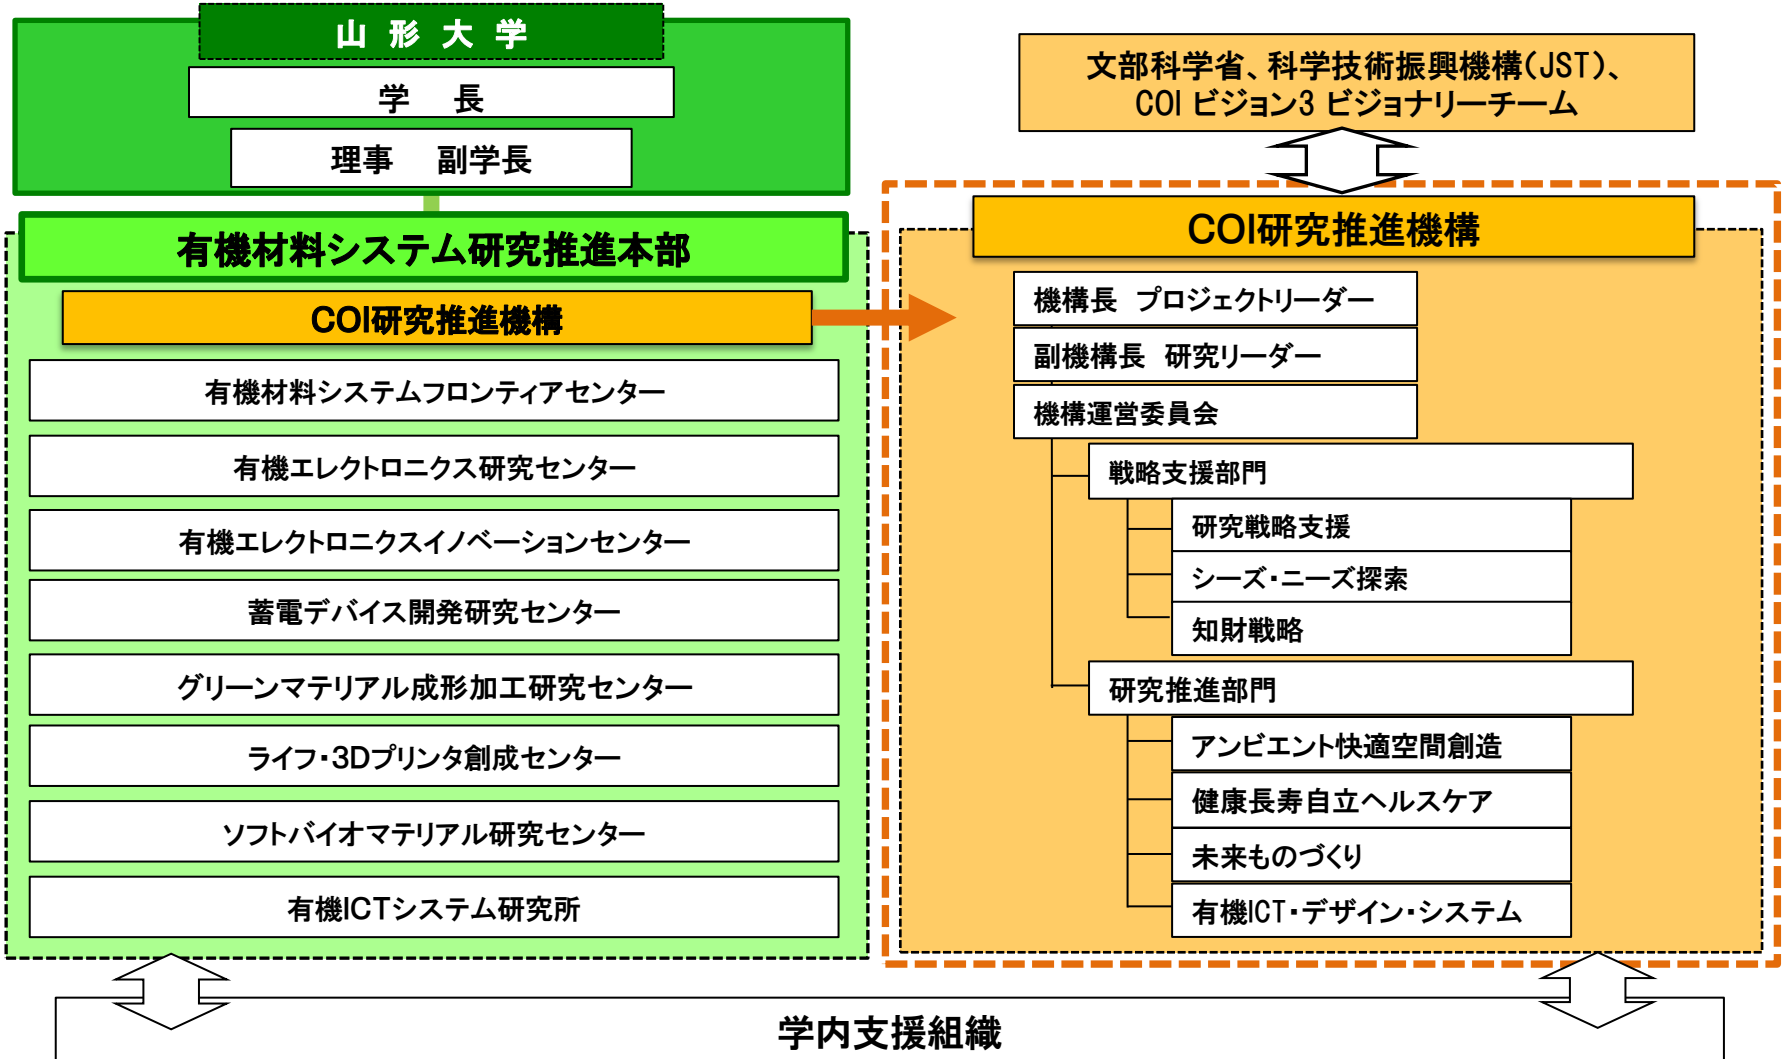 山 形 大 学
学　長
理事　副学長
有機材料システム研究推進本部
COI研究推進機構
有機材料システムフロンティアセンター
有機エレクトロニクス研究センター
有機エレクトロニクスイノベーションセンター
蓄電デバイス開発研究センター
グリーンマテリアル成形加工研究センター
ライフ・3Dプリンタ創成センター
ソフトバイオマテリアル研究センター
有機ICTシステム研究所
文部科学省、科学技術振興機構（JST）、
COI ビジョン3 ビジョナリーチーム
COI研究推進機構
機構長　プロジェクトリーダー
副機構長　研究リーダー
機構運営委員会
戦略支援部門
研究戦略支援
シーズ・ニーズ探索
知財戦略
研究推進部門
アンビエント快適空間創造
健康長寿自立ヘルスケア
未来ものづくり
有機ICT・デザイン・システム
学内支援組織